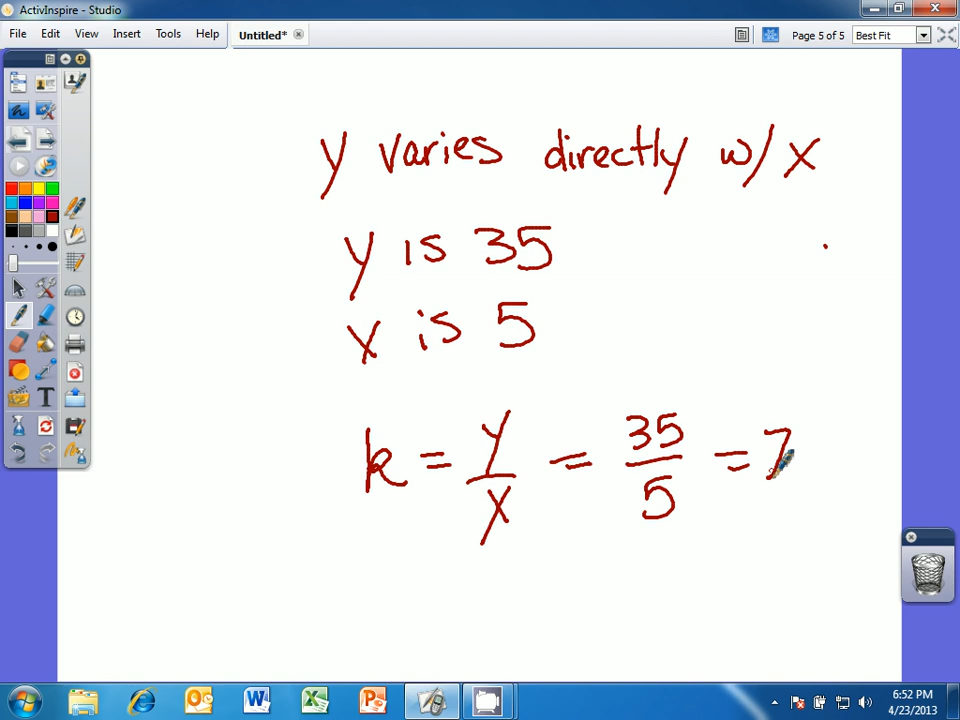 ActivInspire - Studio
File Edit View Insert Tools Help Untitled* Page 5 of 5 Best Fit
y varies directly w/ x
y is 35
x is 5
k = y/x = 35/5 = 7
6:52 PM
4/23/2013